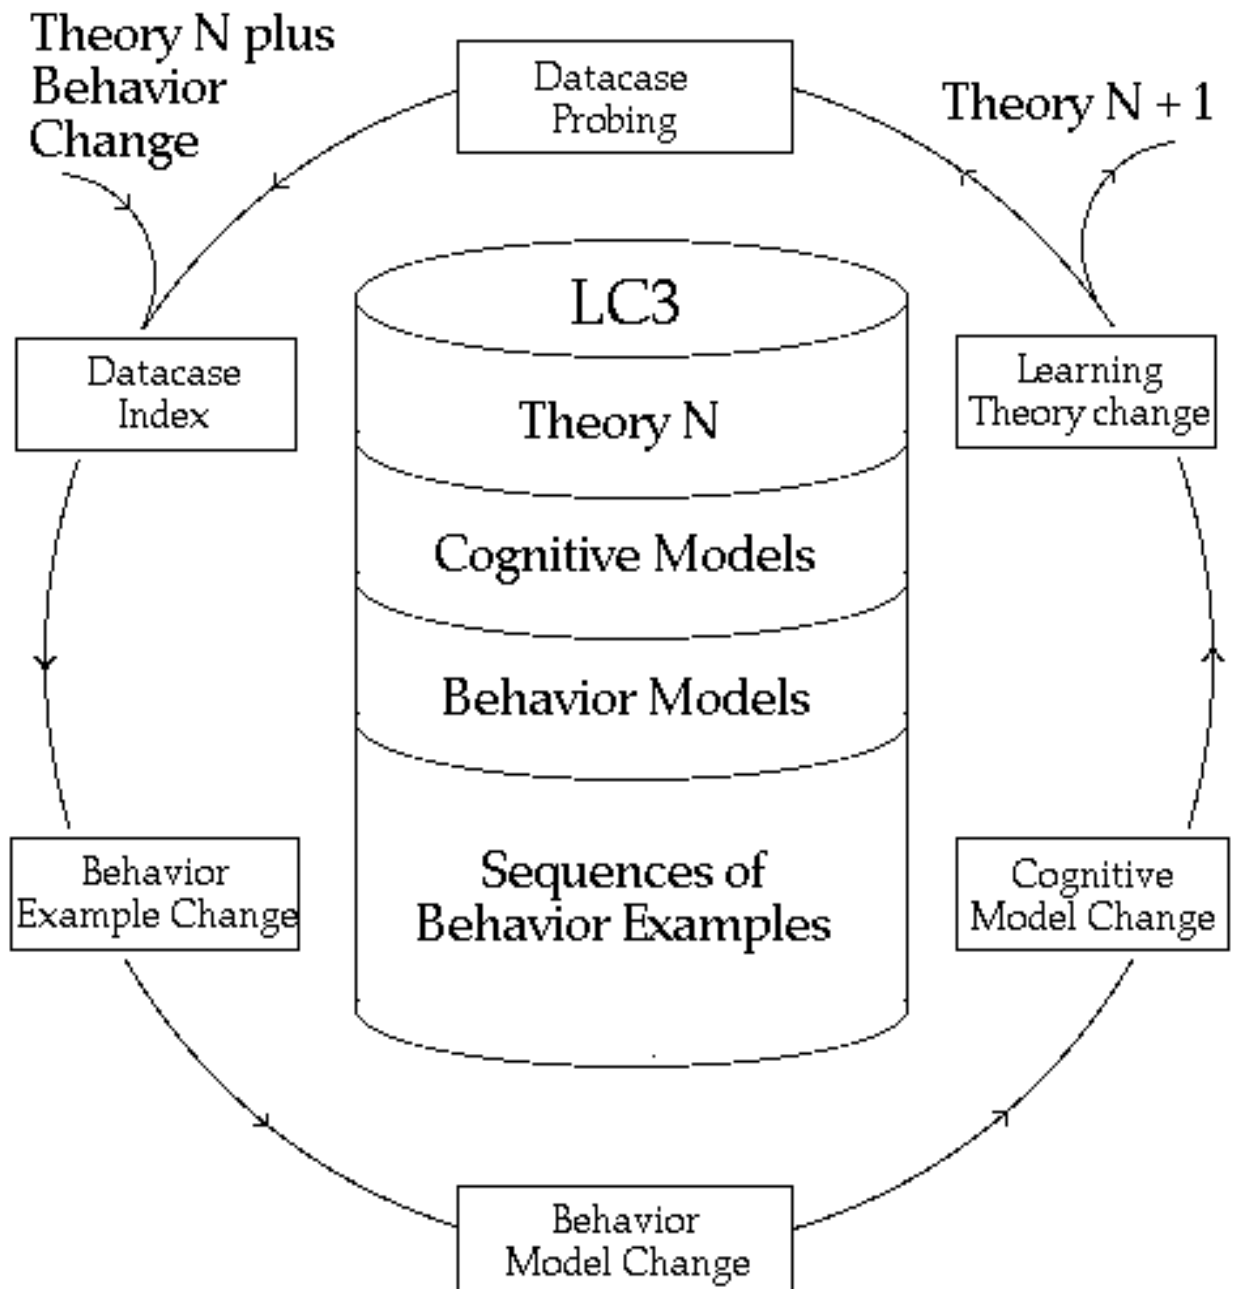 Theory N plus
Behavior
Change
Datacase
Probing
Theory N + 1
LC3
Datacase
Index
Learning
Theory change
Theory N
Cognitive Models
Behavior Models
Behavior
Example Change
Sequences of
Behavior Examples
Cognitive
Model Change
Behavior
Model Change